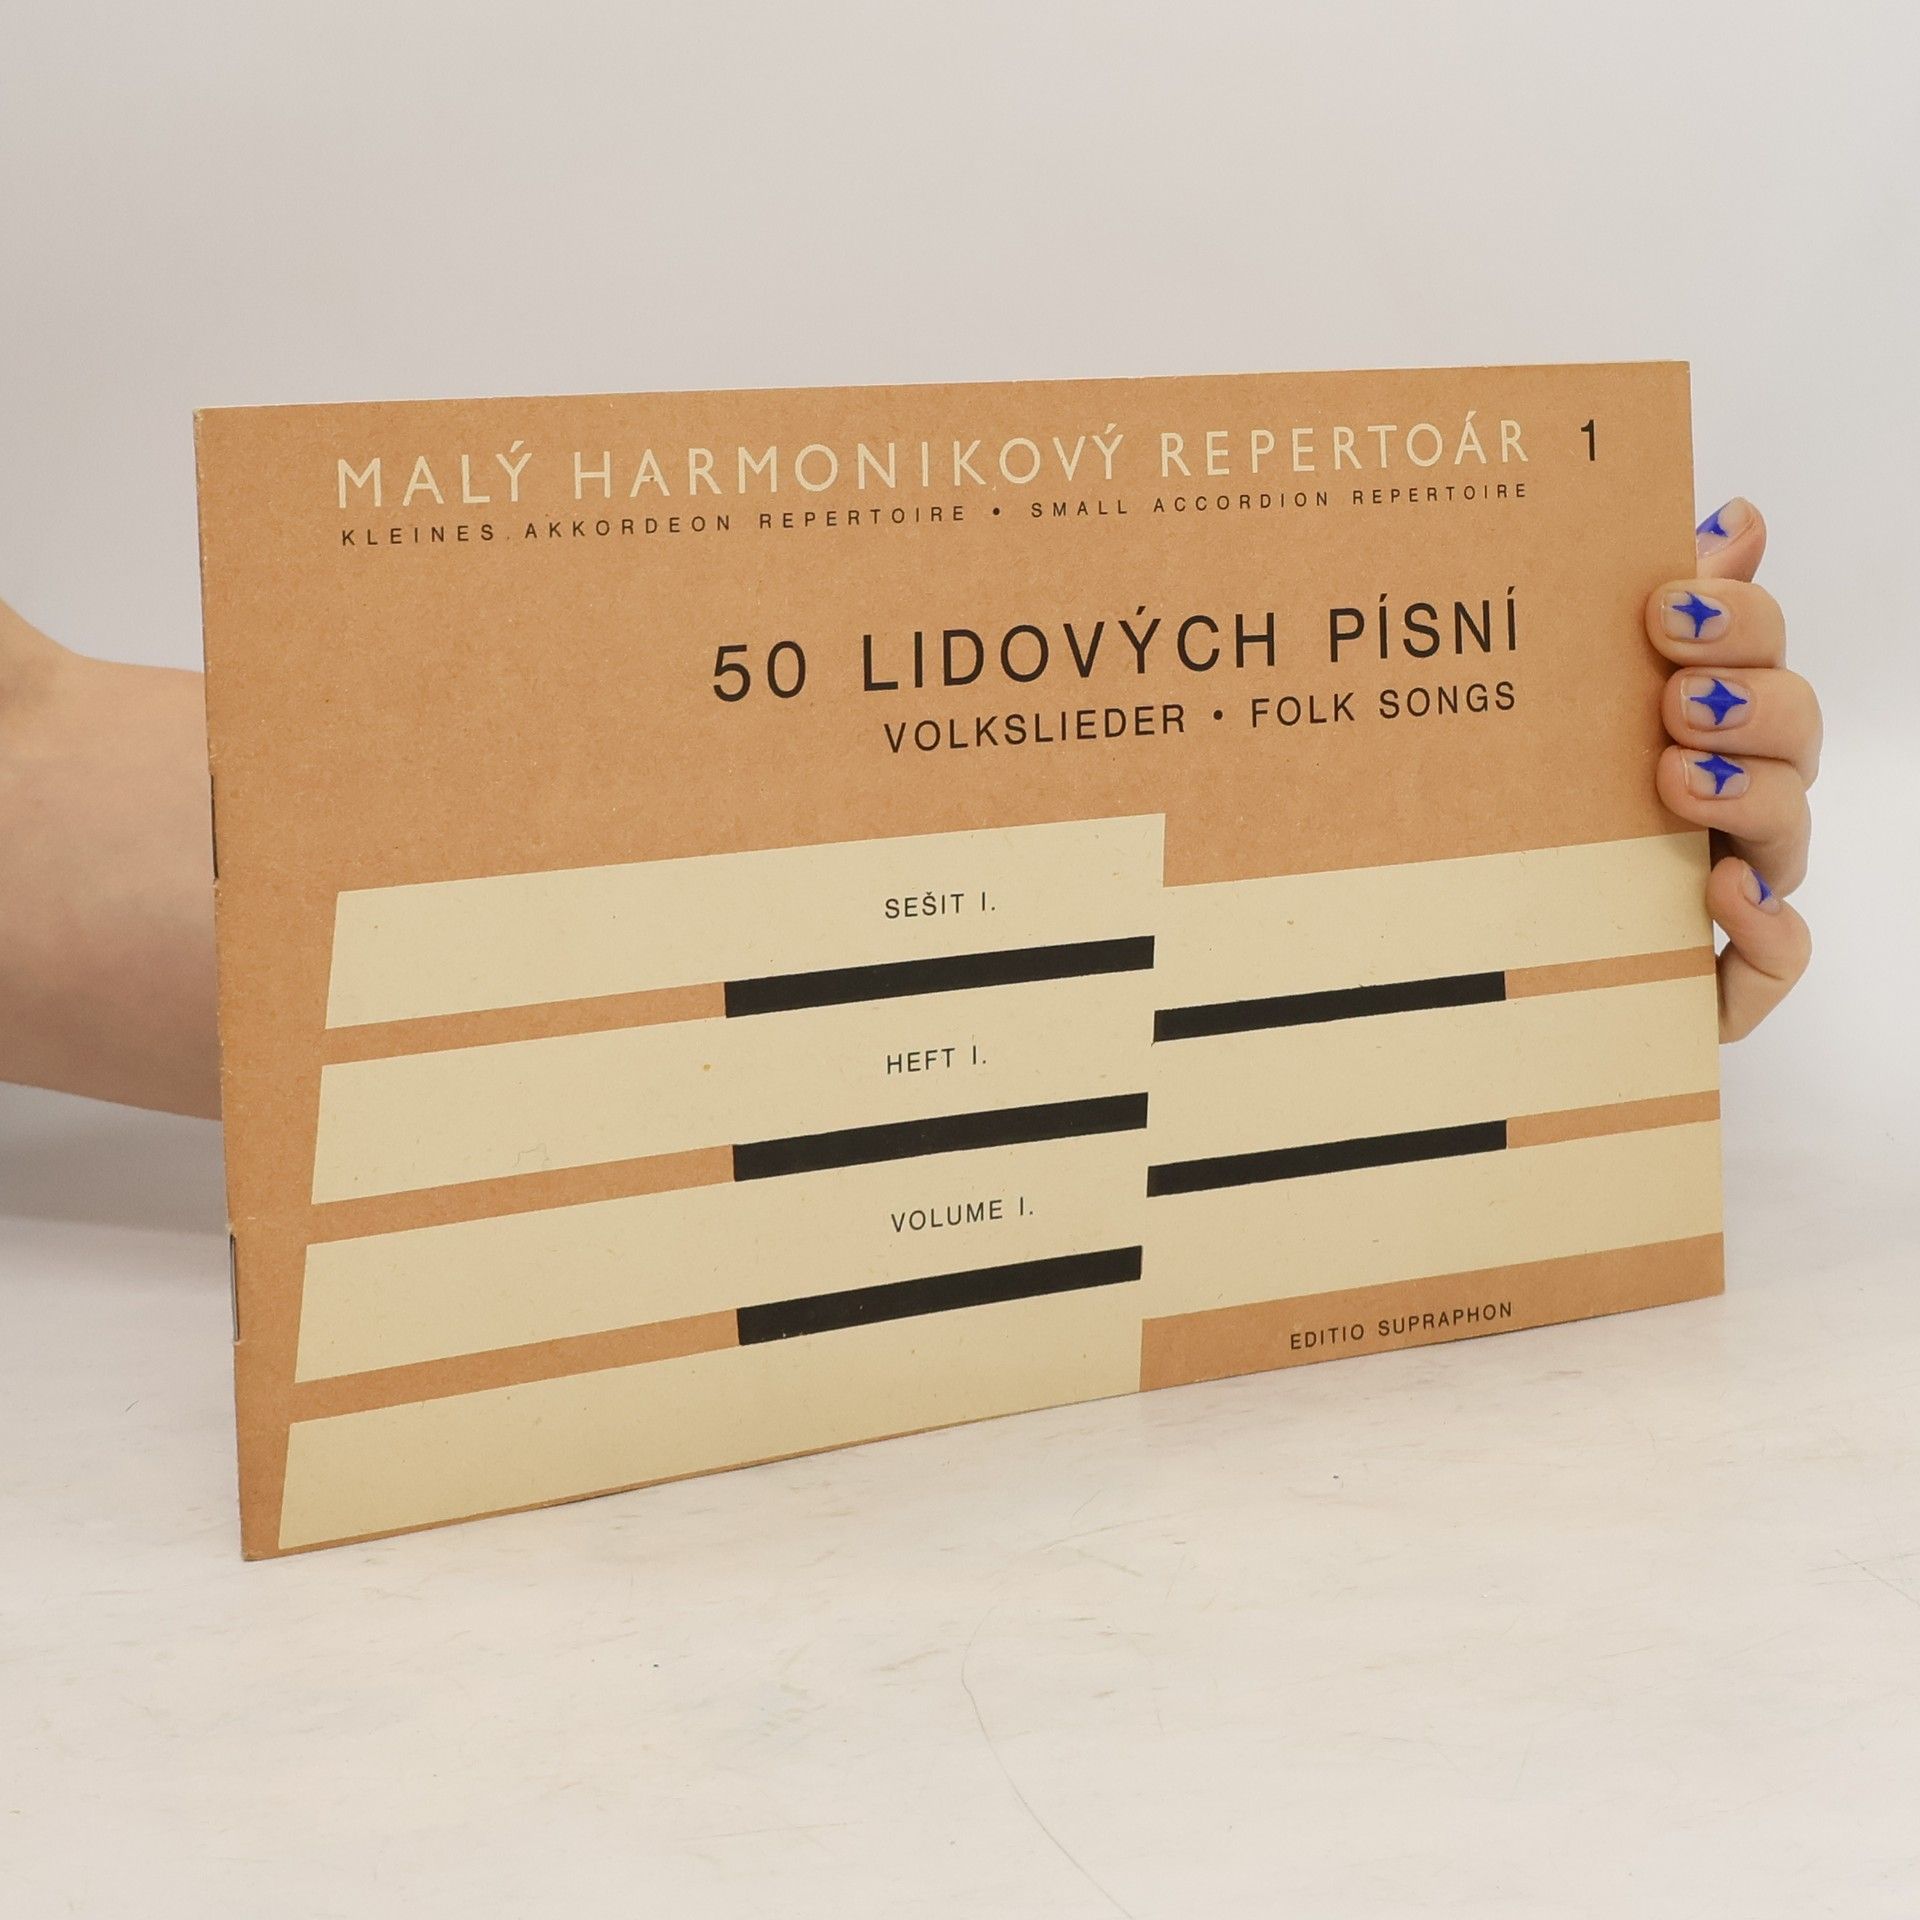 MALÝ HARMONIKOVÝ REPERTOÁR 1
KLEINES AKKORDEON REPERTOIRE • SMALL ACCORDION REPERTOIRE
50 LIDOVÝCH PÍSNÍ
VOLKSLIEDER • FOLK SONGS
SEŠIT I.
HEFT I.
VOLUME I.
EDITIO SUPRAPHON